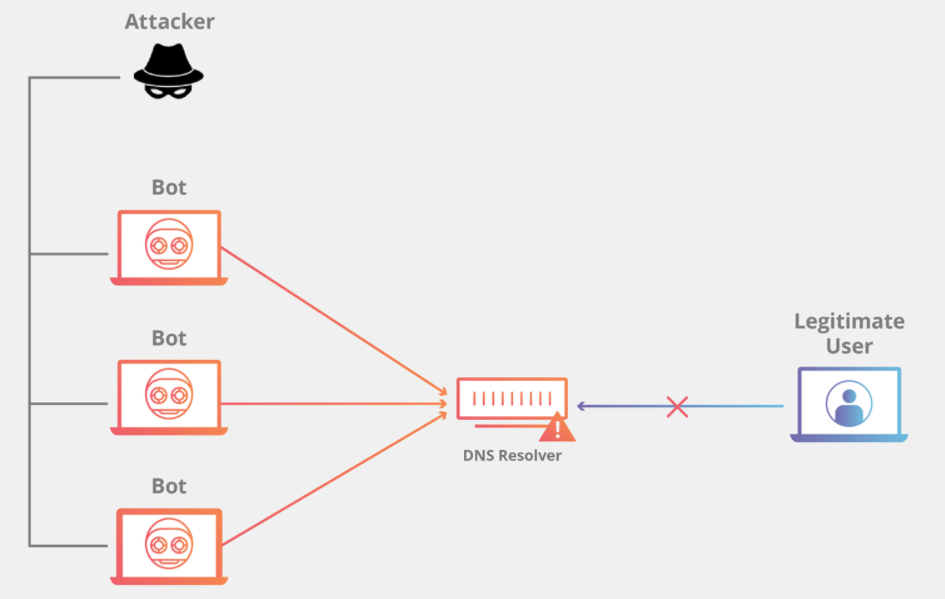 Attacker
Bot
Bot
Bot
DNS Resolver
Legitimate
User